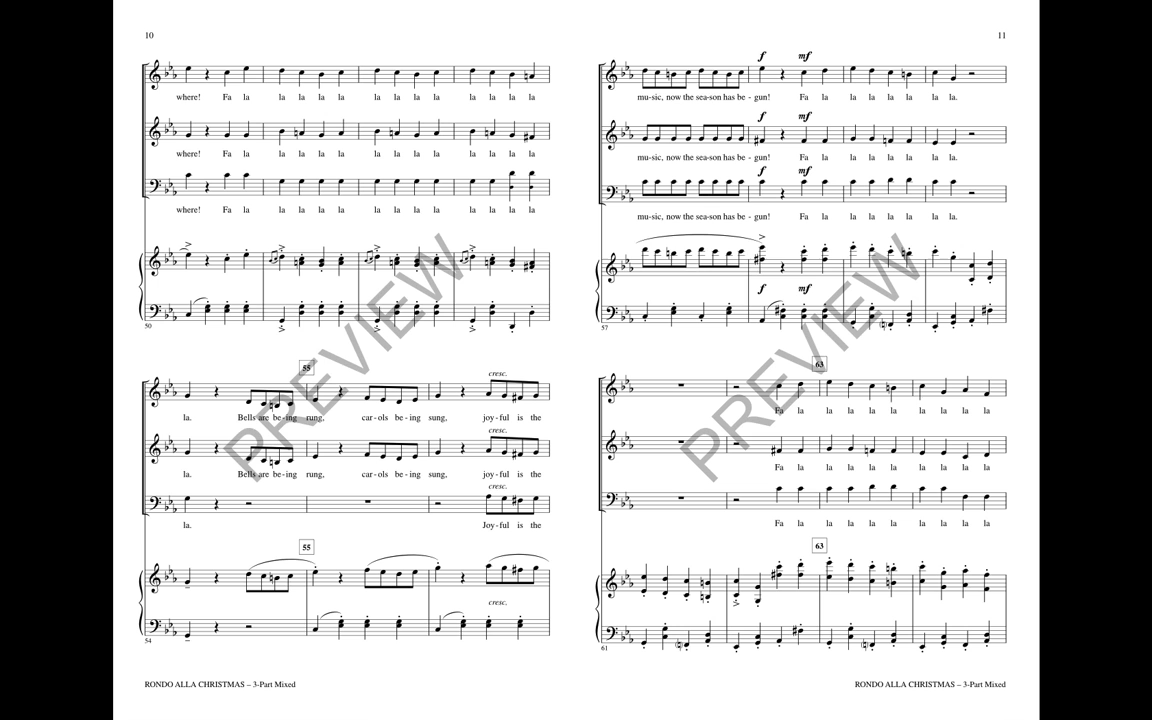 10
where! Fa la la la la la la la la la la la la la
where! Fa la la la la la la la la la la la la la
where! Fa la la la la la la la la la la la la la
50
55
cresc.
la. Bells are be - ing rung, car - ols be - ing sung, joy - ful is the
cresc.
la. Bells are be - ing rung, car - ols be - ing sung, joy - ful is the
cresc.
la. Joy - ful is the
55
cresc.
54
RONDO ALLA CHRISTMAS – 3-Part Mixed
PREVIEW
11
f mf
mu - sic, now the sea - son has be - gun! Fa la la la la la la la.
f mf
mu - sic, now the sea - son has be - gun! Fa la la la la la la la.
f mf
mu - sic, now the sea - son has be - gun! Fa la la la la la la la.
f mf
57
63
Fa la la la la la la la la la
Fa la la la la la la la la la
Fa la la la la la la la la la
63
61
RONDO ALLA CHRISTMAS – 3-Part Mixed
PREVIEW